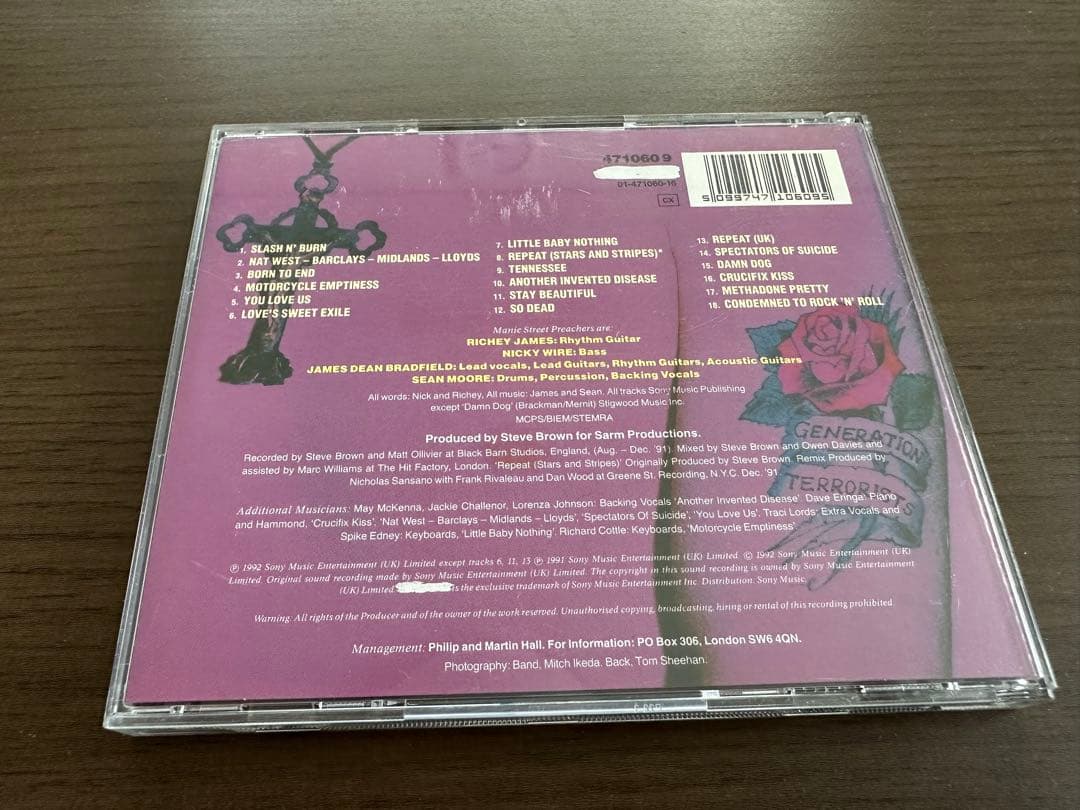 471060 9
01-471060-16
CX
5 099747 106095
1. SLASH N' BURN
2. NAT WEST – BARCLAYS – MIDLANDS – LLOYDS
3. BORN TO END
4. MOTORCYCLE EMPTINESS
5. YOU LOVE US
6. LOVE'S SWEET EXILE
7. LITTLE BABY NOTHING
8. REPEAT (STARS AND STRIPES)*
9. TENNESSEE
10. ANOTHER INVENTED DISEASE
11. STAY BEAUTIFUL
12. SO DEAD
13. REPEAT (UK)
14. SPECTATORS OF SUICIDE
15. DAMN DOG
16. CRUCIFIX KISS
17. METHADONE PRETTY
18. CONDEMNED TO ROCK 'N' ROLL
Manic Street Preachers are:
RICHEY JAMES: Rhythm Guitar
NICKY WIRE: Bass
JAMES DEAN BRADFIELD: Lead vocals, Lead Guitars, Rhythm Guitars, Acoustic Guitars
SEAN MOORE: Drums, Percussion, Backing Vocals
All words: Nick and Richey, All music: James and Sean. All tracks Sony Music Publishing
except 'Damn Dog' (Brackman/Mernit) Stigwood Music Inc.
MCPS/BIEM/STEMRA
Produced by Steve Brown for Sarm Productions.
Recorded by Steve Brown and Matt Ollivier at Black Barn Studios, England, (Aug. – Dec. '91). Mixed by Steve Brown and Owen Davies and
assisted by Marc Williams at The Hit Factory, London. 'Repeat (Stars and Stripes)' Originally Produced by Steve Brown. Remix Produced by
Nicholas Sansano with Frank Rivaleau and Dan Wood at Greene St. Recording, N.Y.C. Dec. '91.
GENERATION
TERRORISTS
Additional Musicians: May McKenna, Jackie Challenor, Lorenza Johnson: Backing Vocals 'Another Invented Disease'. Dave Eringa: Piano
and Hammond, 'Crucifix Kiss', 'Nat West – Barclays – Midlands – Lloyds', 'Spectators Of Suicide', 'You Love Us'. Traci Lords: Extra Vocals and
Spike Edney: Keyboards, 'Little Baby Nothing'. Richard Cottle: Keyboards, 'Motorcycle Emptiness'.
℗ 1992 Sony Music Entertainment (UK) Limited except tracks 6, 11, 13 ℗ 1991 Sony Music Entertainment (UK) Limited. © 1992 Sony Music Entertainment (UK)
Limited. Original sound recording made by Sony Music Entertainment (UK) Limited. The copyright in this sound recording is owned by Sony Music Entertainment
(UK) Limited. is the exclusive trademark of Sony Music Entertainment Inc. Distribution: Sony Music
Warning. All rights of the Producer and of the owner of the work reserved. Unauthorised copying, broadcasting, hiring or rental of this recording prohibited.
Management: Philip and Martin Hall. For Information: PO Box 306, London SW6 4QN.
Photography: Band, Mitch Ikeda. Back, Tom Sheehan.